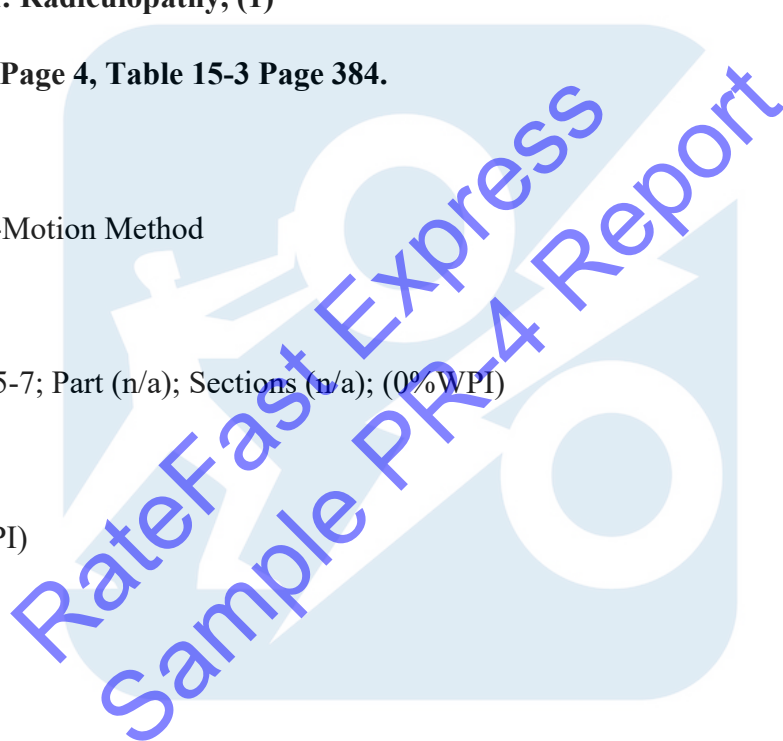 : Radiculopathy; (1)
Page 4, Table 15-3 Page 384.
-Motion Method
5-7; Part (n/a); Sections (n/a); (0%WPI)
PI)
RateFast Express
Sample PR-4 Report